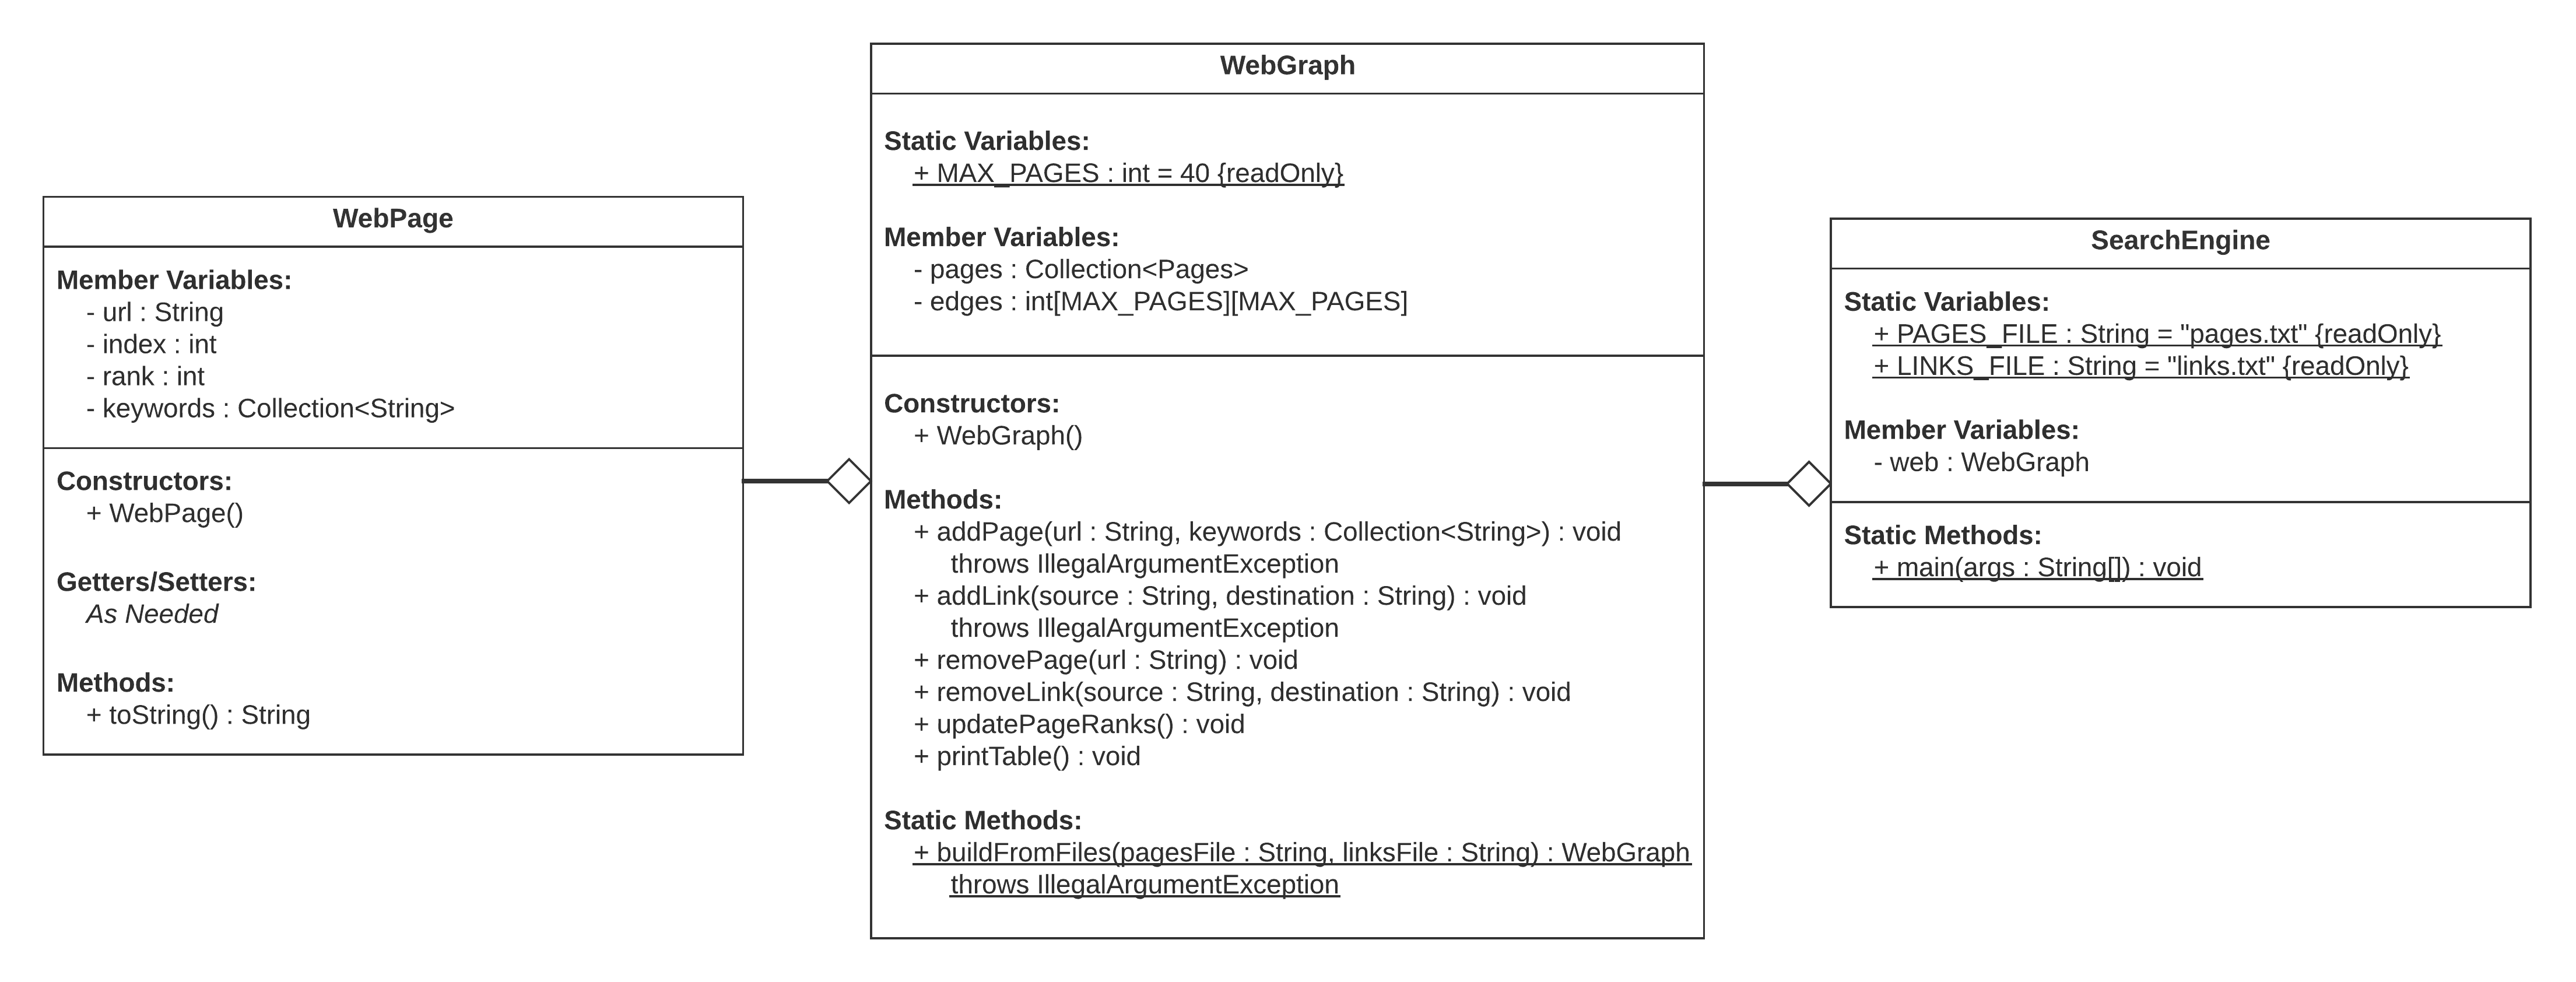 WebPage
Member Variables:
- url : String
- index : int
- rank : int
- keywords : Collection<String>
Constructors:
+ WebPage()
Getters/Setters:
As Needed
Methods:
+ toString() : String
WebGraph
Static Variables:
+ MAX_PAGES : int = 40 {readOnly}
Member Variables:
- pages : Collection<Pages>
- edges : int[MAX_PAGES][MAX_PAGES]
Constructors:
+ WebGraph()
Methods:
+ addPage(url : String, keywords : Collection<String>) : void
throws IllegalArgumentException
+ addLink(source : String, destination : String) : void
throws IllegalArgumentException
+ removePage(url : String) : void
+ removeLink(source : String, destination : String) : void
+ updatePageRanks() : void
+ printTable() : void
Static Methods:
+ buildFromFiles(pagesFile : String, linksFile : String) : WebGraph
throws IllegalArgumentException
SearchEngine
Static Variables:
+ PAGES_FILE : String = "pages.txt" {readOnly}
+ LINKS_FILE : String = "links.txt" {readOnly}
Member Variables:
- web : WebGraph
Static Methods:
+ main(args : String[]) : void